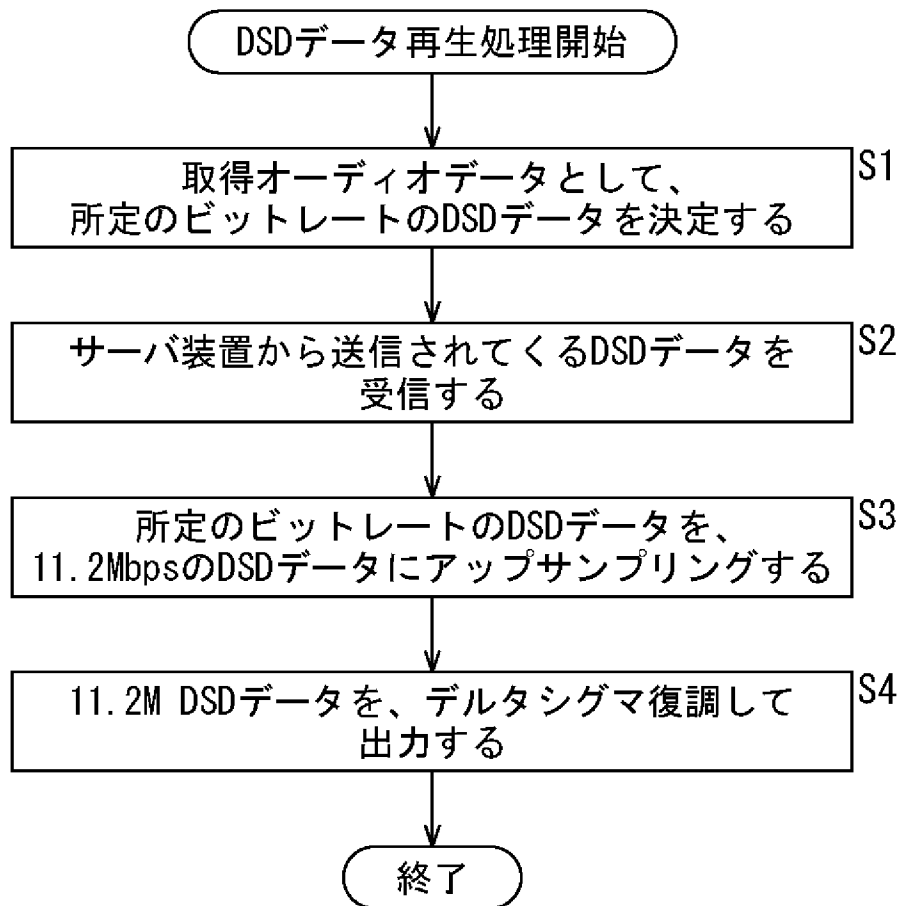 DSDデータ再生処理開始
S1
取得オーディオデータとして、
所定のビットレートのDSDデータを決定する
S2
サーバ装置から送信されてくるDSDデータを
受信する
S3
所定のビットレートのDSDデータを、
11.2MbpsのDSDデータにアップサンプリングする
S4
11.2M DSDデータを、デルタシグマ復調して
出力する
終了